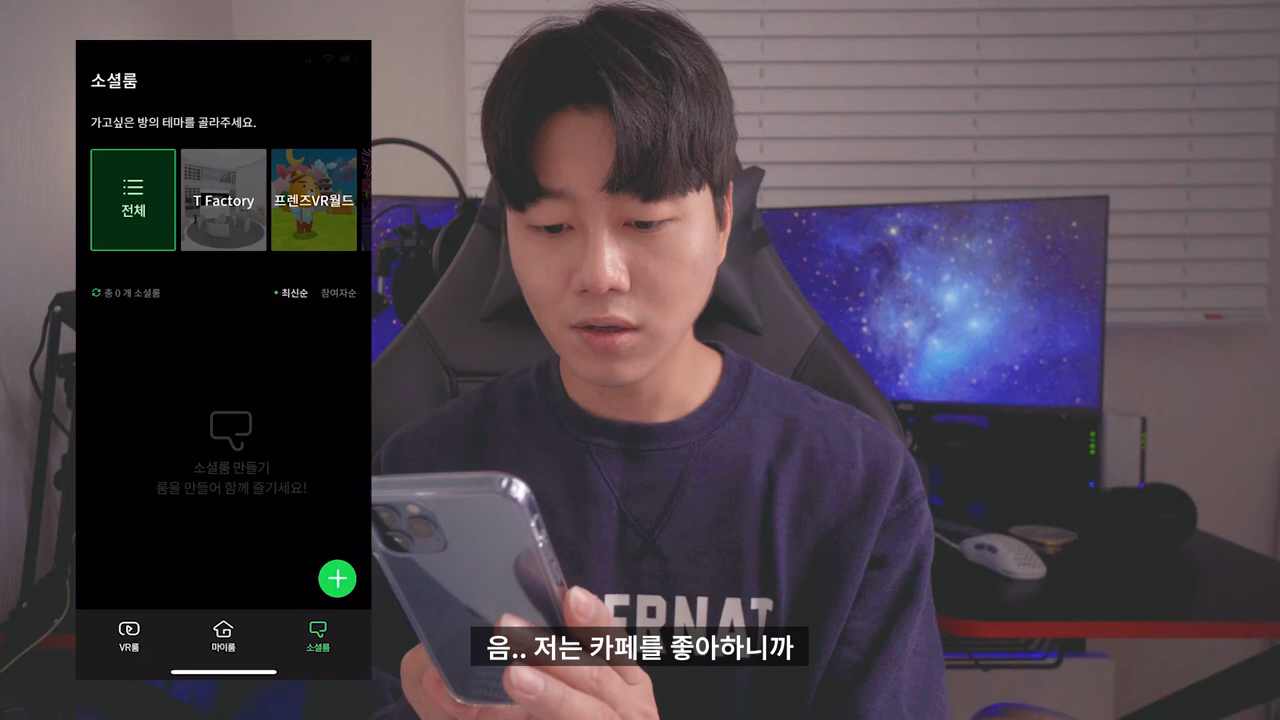 소셜룸
가고싶은 방의 테마를 골라주세요.
전체
T Factory
프렌즈VR월드
총 0 개 소셜룸
최신순
참여자순
소셜룸 만들기
룸을 만들어 함께 즐기세요!
VR룸
마이룸
소셜룸
ERNAT
음.. 저는 카페를 좋아하니까